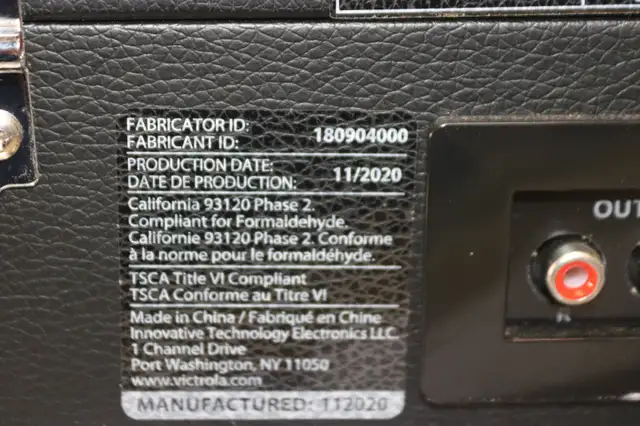 FABRICATOR ID:
FABRICANT ID:
180904000
PRODUCTION DATE:
DATE DE PRODUCTION:
11/2020
California 93120 Phase 2.
Compliant for Formaldehyde.
Californie 93120 Phase 2. Conforme
à la norme pour le formaldéhyde.
TSCA Title VI Compliant
TSCA Conforme au Titre VI
Made in China / Fabriqué en Chine
Innovative Technology Electronics LLC.
1 Channel Drive
Port Washington, NY 11050
www.victrola.com
MANUFACTURED: 112020
OUT
R